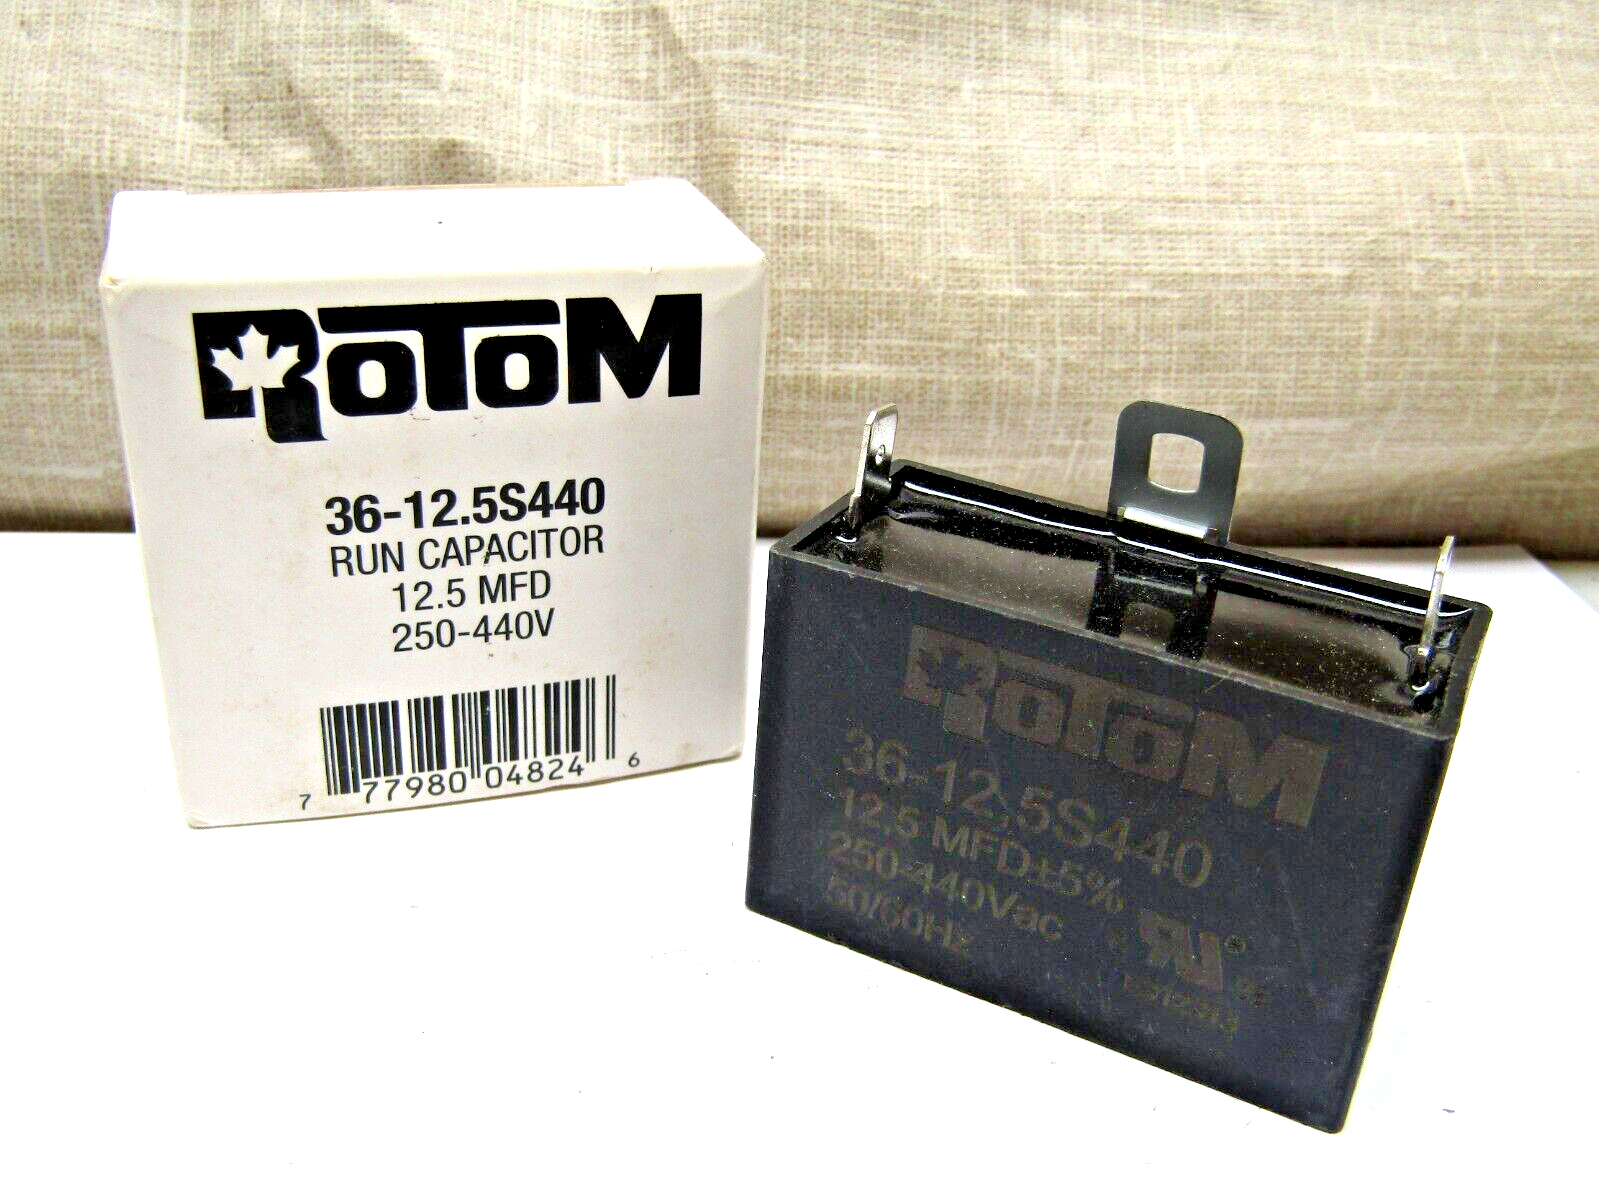 ROTOM
36-12.5S440
RUN CAPACITOR
12.5 MFD
250-440V
7 77980 04824 6
ROTOM
36-12.5S440
12.5 MFD±5%
250-440Vac
50/60Hz
RU®